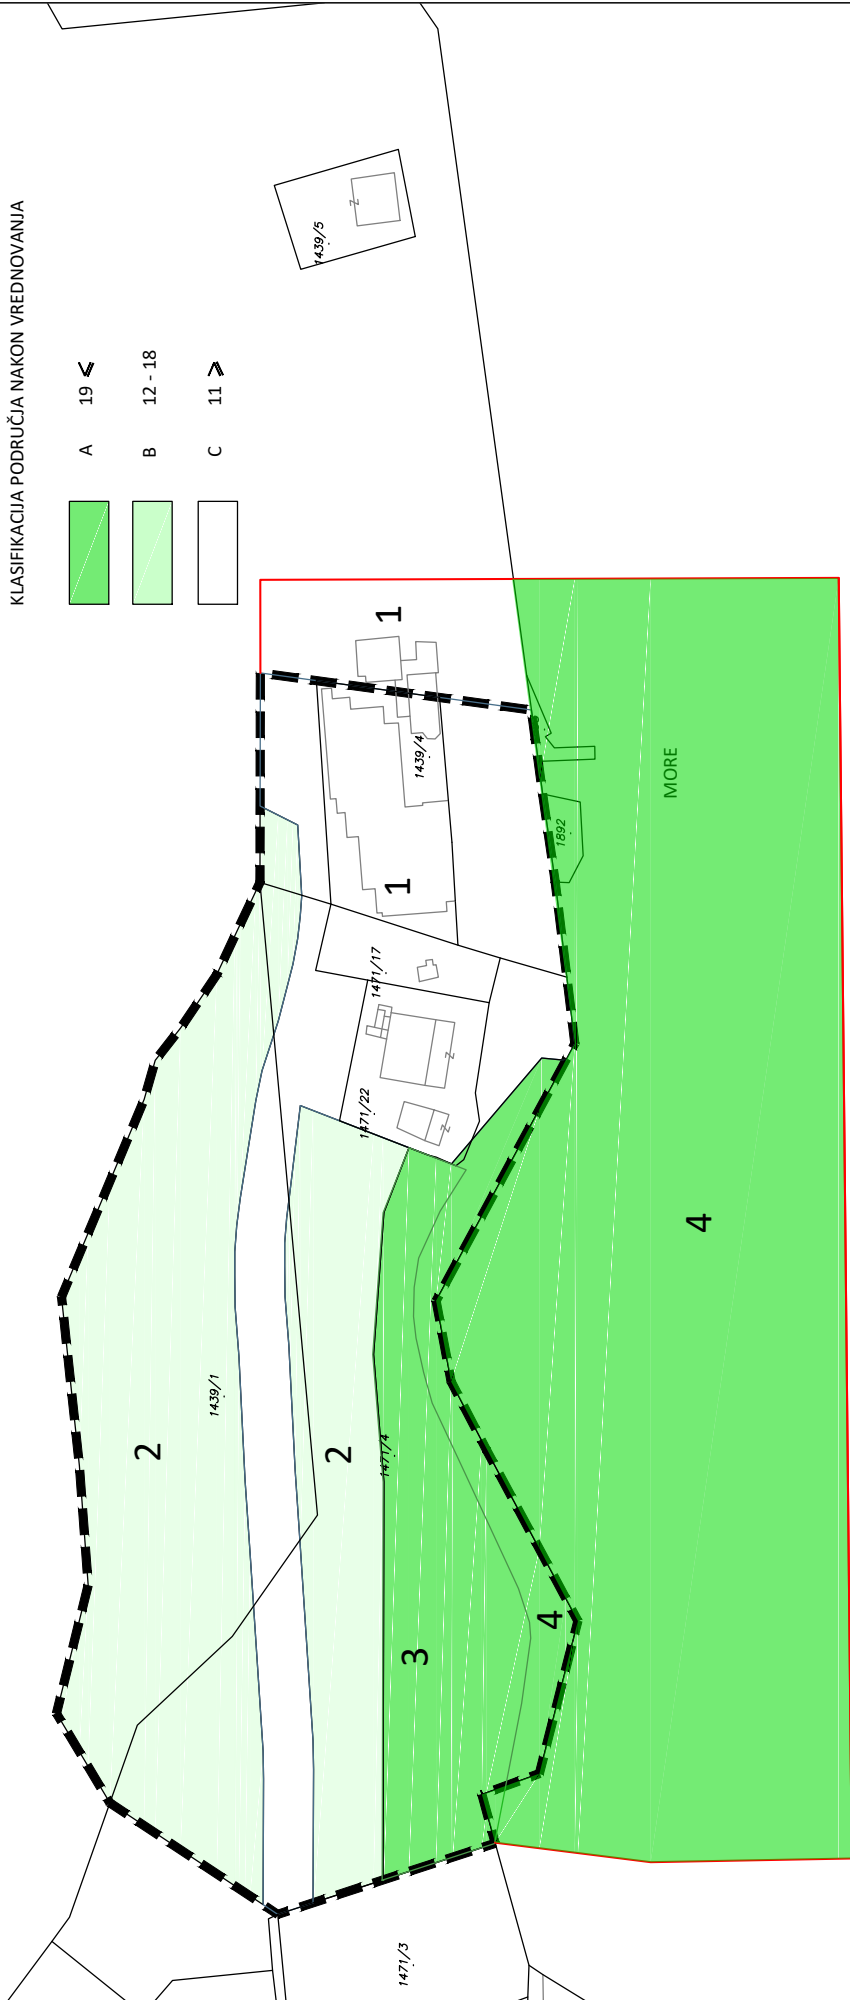 KLASIFIKACIJA PODRUČJA NAKON VREDNOVANJA
A 19 <
B 12 - 18
C 11 >
1439/5
Z
1
1439/4
1
1892
MORE
1471/17
1471/22
Z
Z
4
1439/1
2
2
1471/4
3
4
1471/3